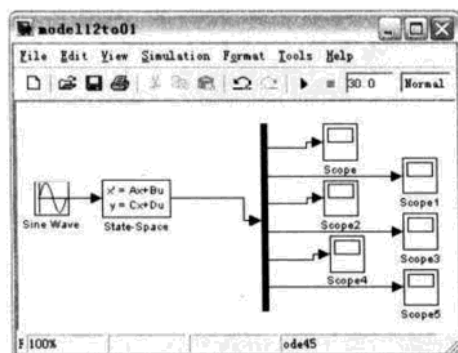 model12to01
File Edit View Simulation Format Tools Help
30.0 Normal
Scope
x' = Ax+Bu
y = Cx+Du
Scope1
Sine Wave
State-Space
Scope2
Scope3
Scope4
Scope5
F 100% ode45